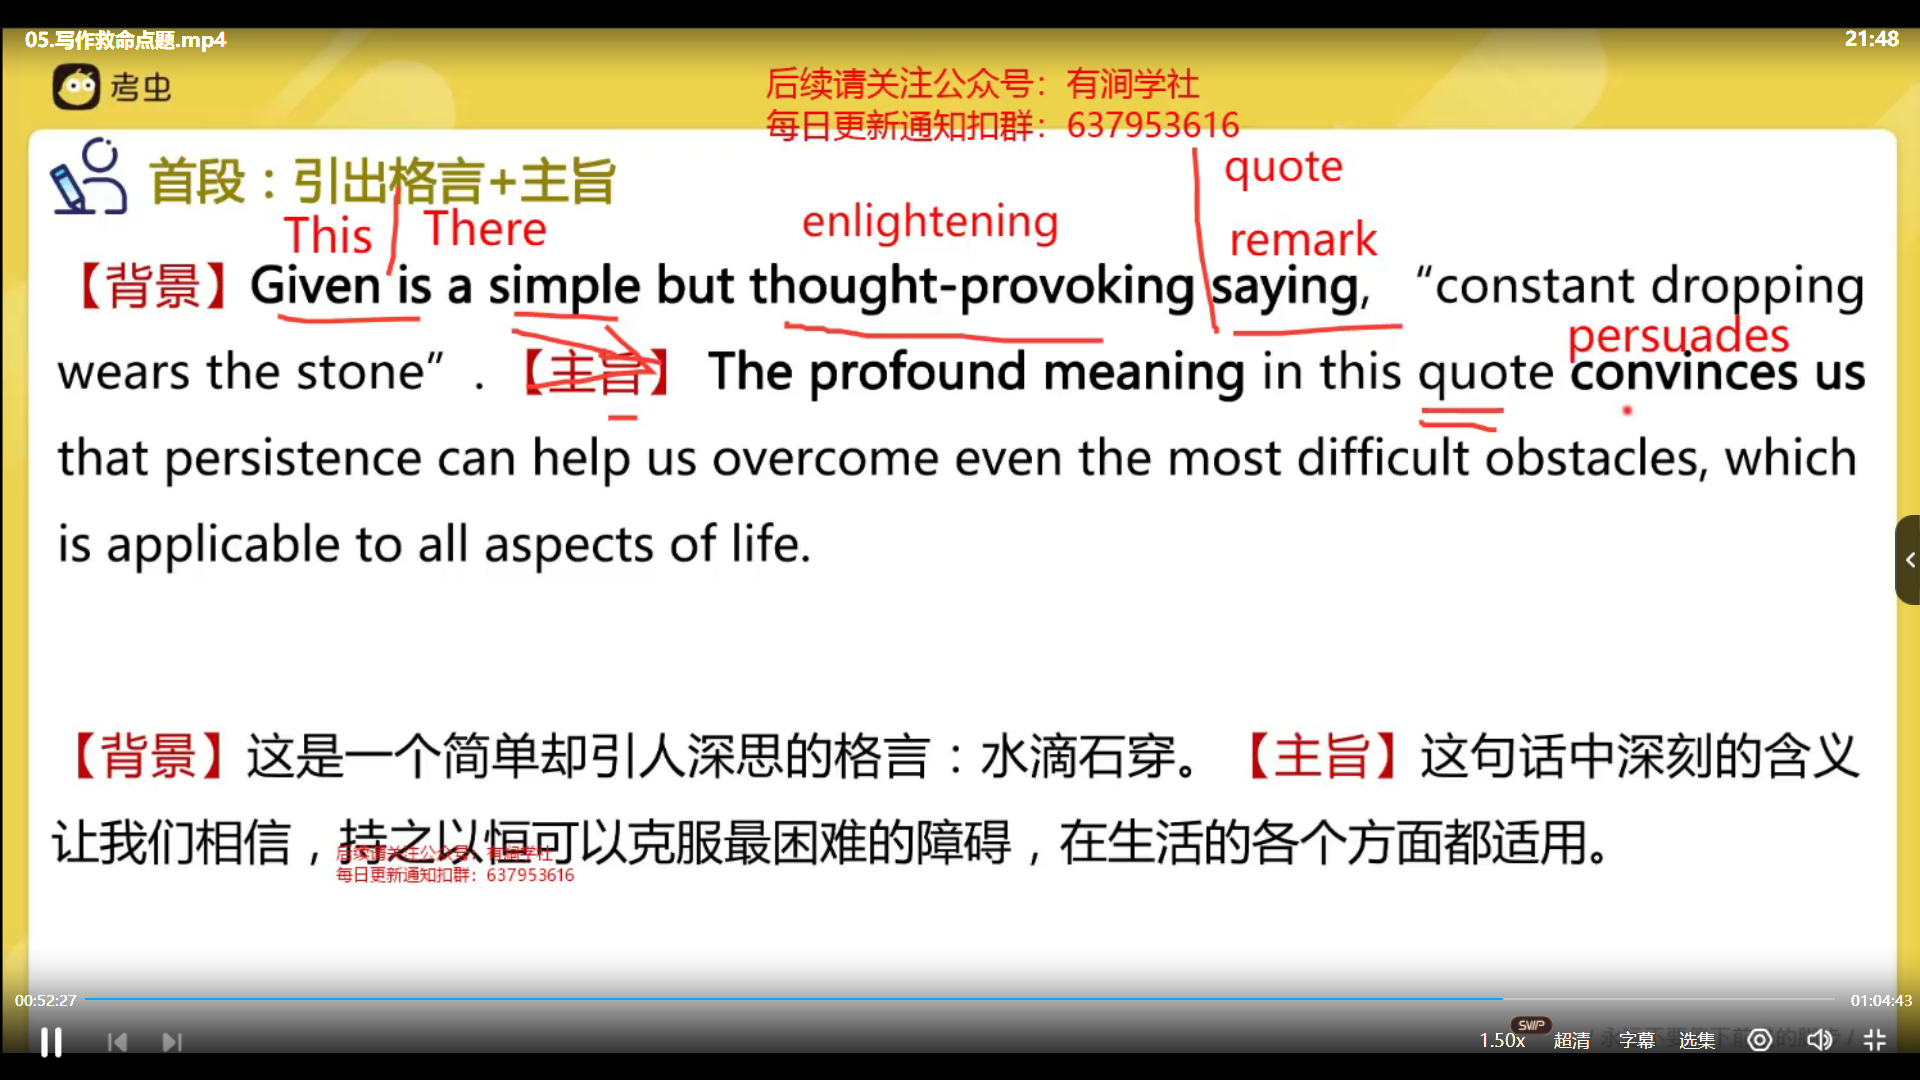 05.写作救命点题.mp4
21:48
考虫
后续请关注公众号：有涧学社
每日更新通知扣群：637953616
首段：引出格言+主旨
quote
This There enlightening remark
【背景】Given is a simple but thought-provoking saying, “constant dropping
persuades
wears the stone”. 【主旨】 The profound meaning in this quote convinces us
that persistence can help us overcome even the most difficult obstacles, which
is applicable to all aspects of life.
【背景】这是一个简单却引人深思的格言：水滴石穿。【主旨】这句话中深刻的含义
让我们相信，持之以恒可以克服最困难的障碍，在生活的各个方面都适用。
后续请关注公众号：有涧学社
每日更新通知扣群：637953616
00:52:27
01:04:43
SVIP
1.50x 超清 字幕 选集